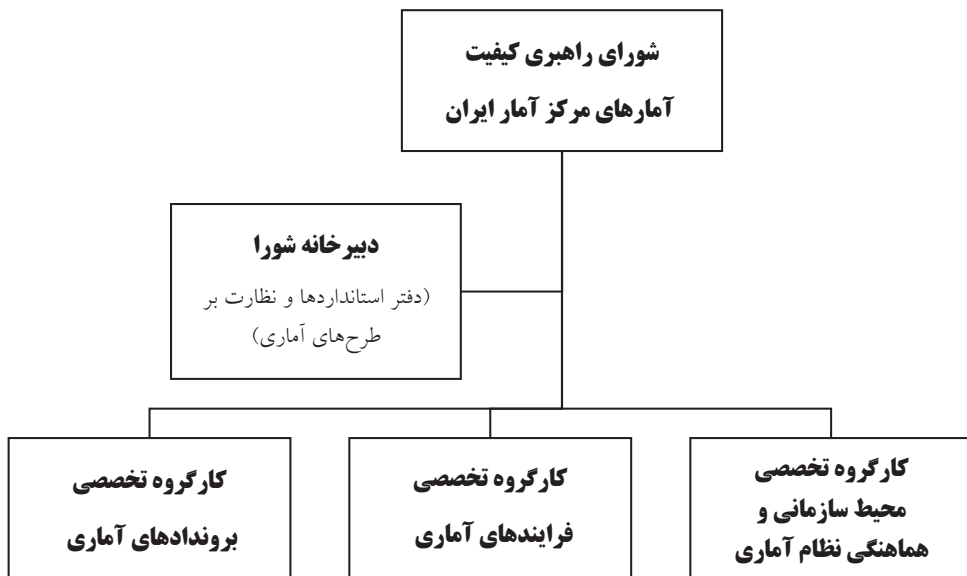 شورای راهبری کیفیت
آمارهای مرکز آمار ایران
دبیرخانه شورا
(دفتر استانداردها و نظارت بر
طرح‌های آماری)
کارگروه تخصصی
محیط سازمانی و
هماهنگی نظام آماری
کارگروه تخصصی
فرایندهای آماری
کارگروه تخصصی
بروندادهای آماری